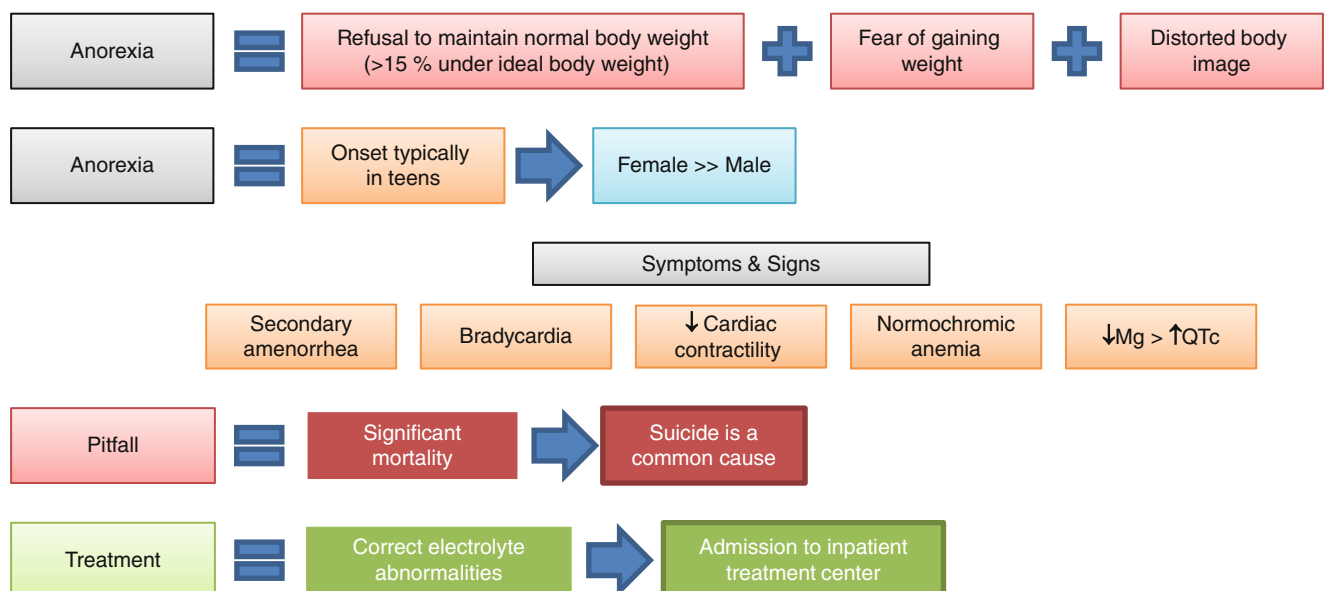 Anorexia
Refusal to maintain normal body weight
(>15 % under ideal body weight)
Fear of gaining
weight
Distorted body
image
Anorexia
Onset typically
in teens
Female >> Male
Symptoms & Signs
Secondary
amenorrhea
Bradycardia
↓ Cardiac
contractility
Normochromic
anemia
↓Mg > ↑QTc
Pitfall
Significant
mortality
Suicide is a
common cause
Treatment
Correct electrolyte
abnormalities
Admission to inpatient
treatment center